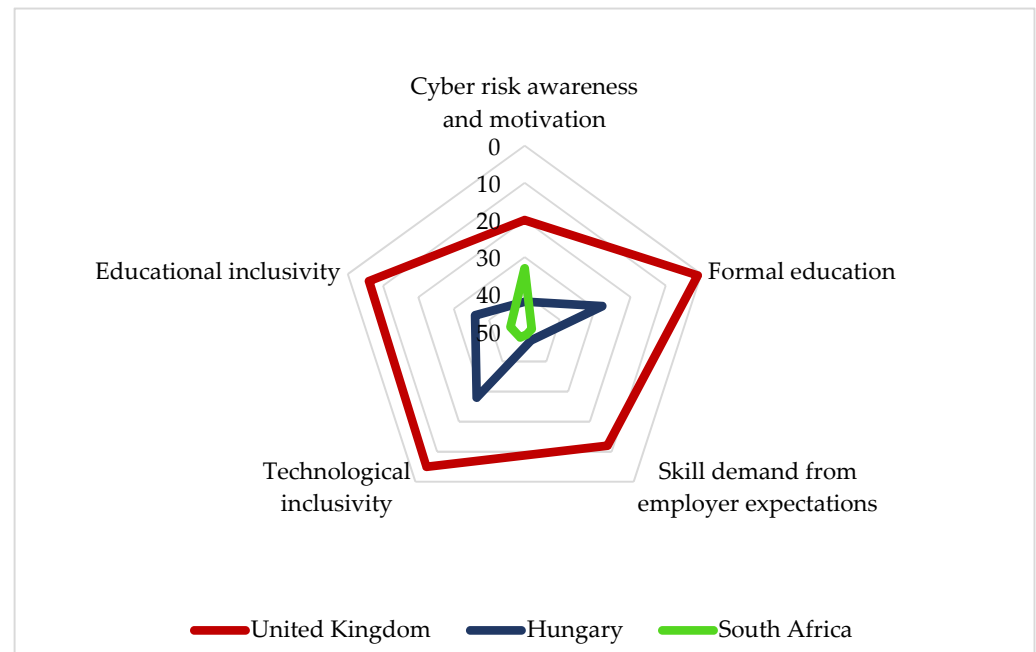 Cyber risk awareness
and motivation
0
10
20
30
40
50
Educational inclusivity
Formal education
Technological
inclusivity
Skill demand from
employer expectations
United Kingdom
Hungary
South Africa